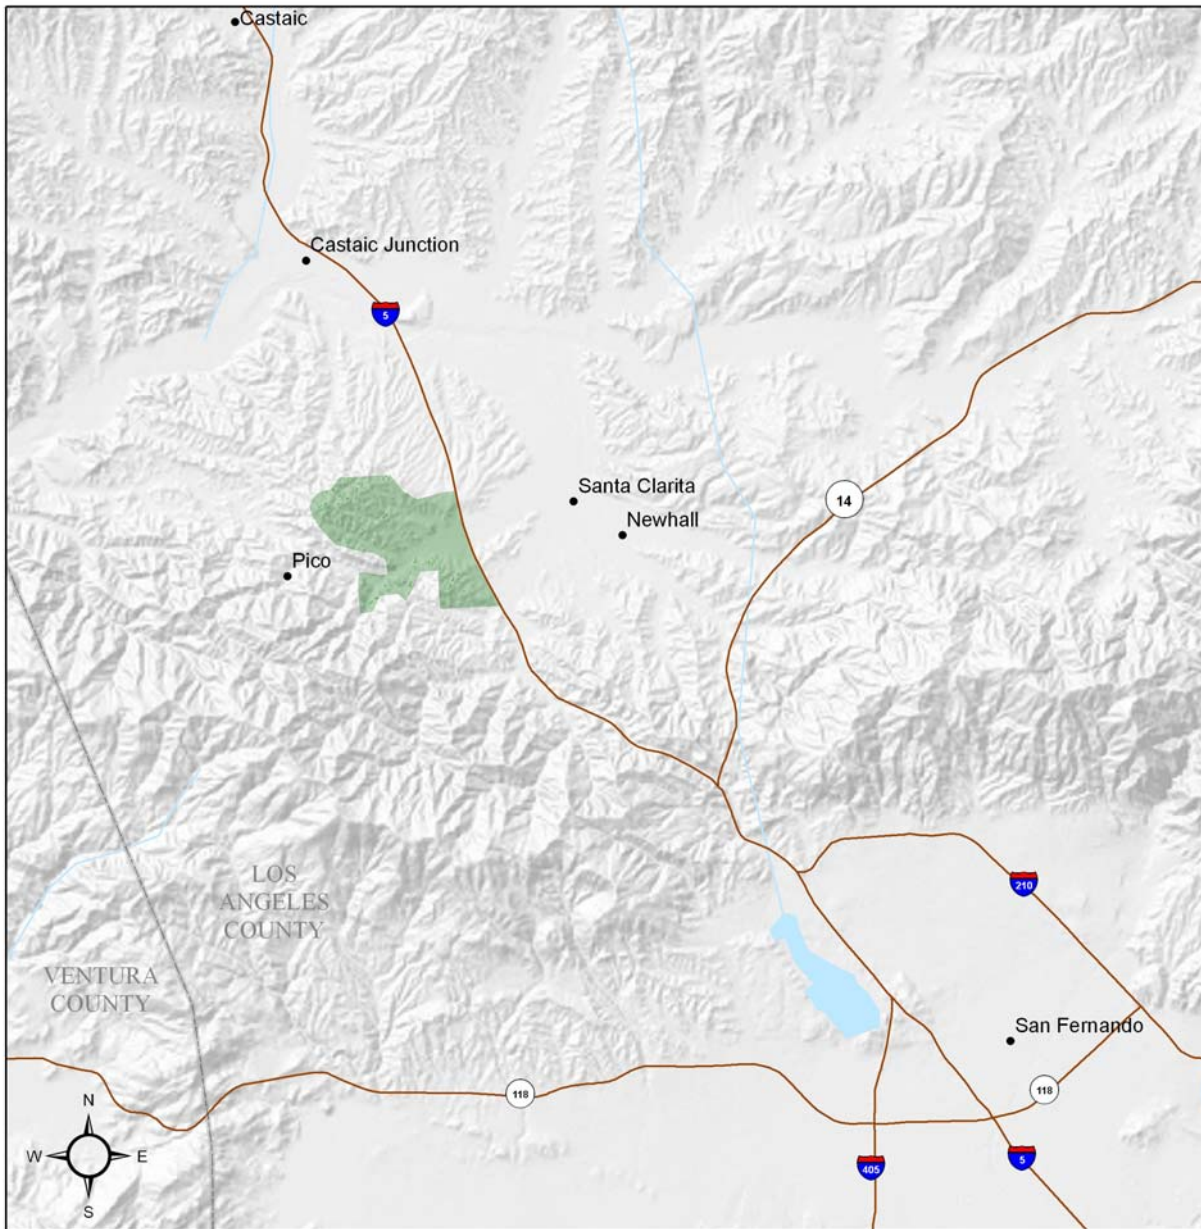 Castaic
Castaic Junction
5
Santa Clarita
14
Newhall
Pico
LOS
ANGELES
COUNTY
210
VENTURA
COUNTY
San Fernando
118
118
N
W
E
S
405
5